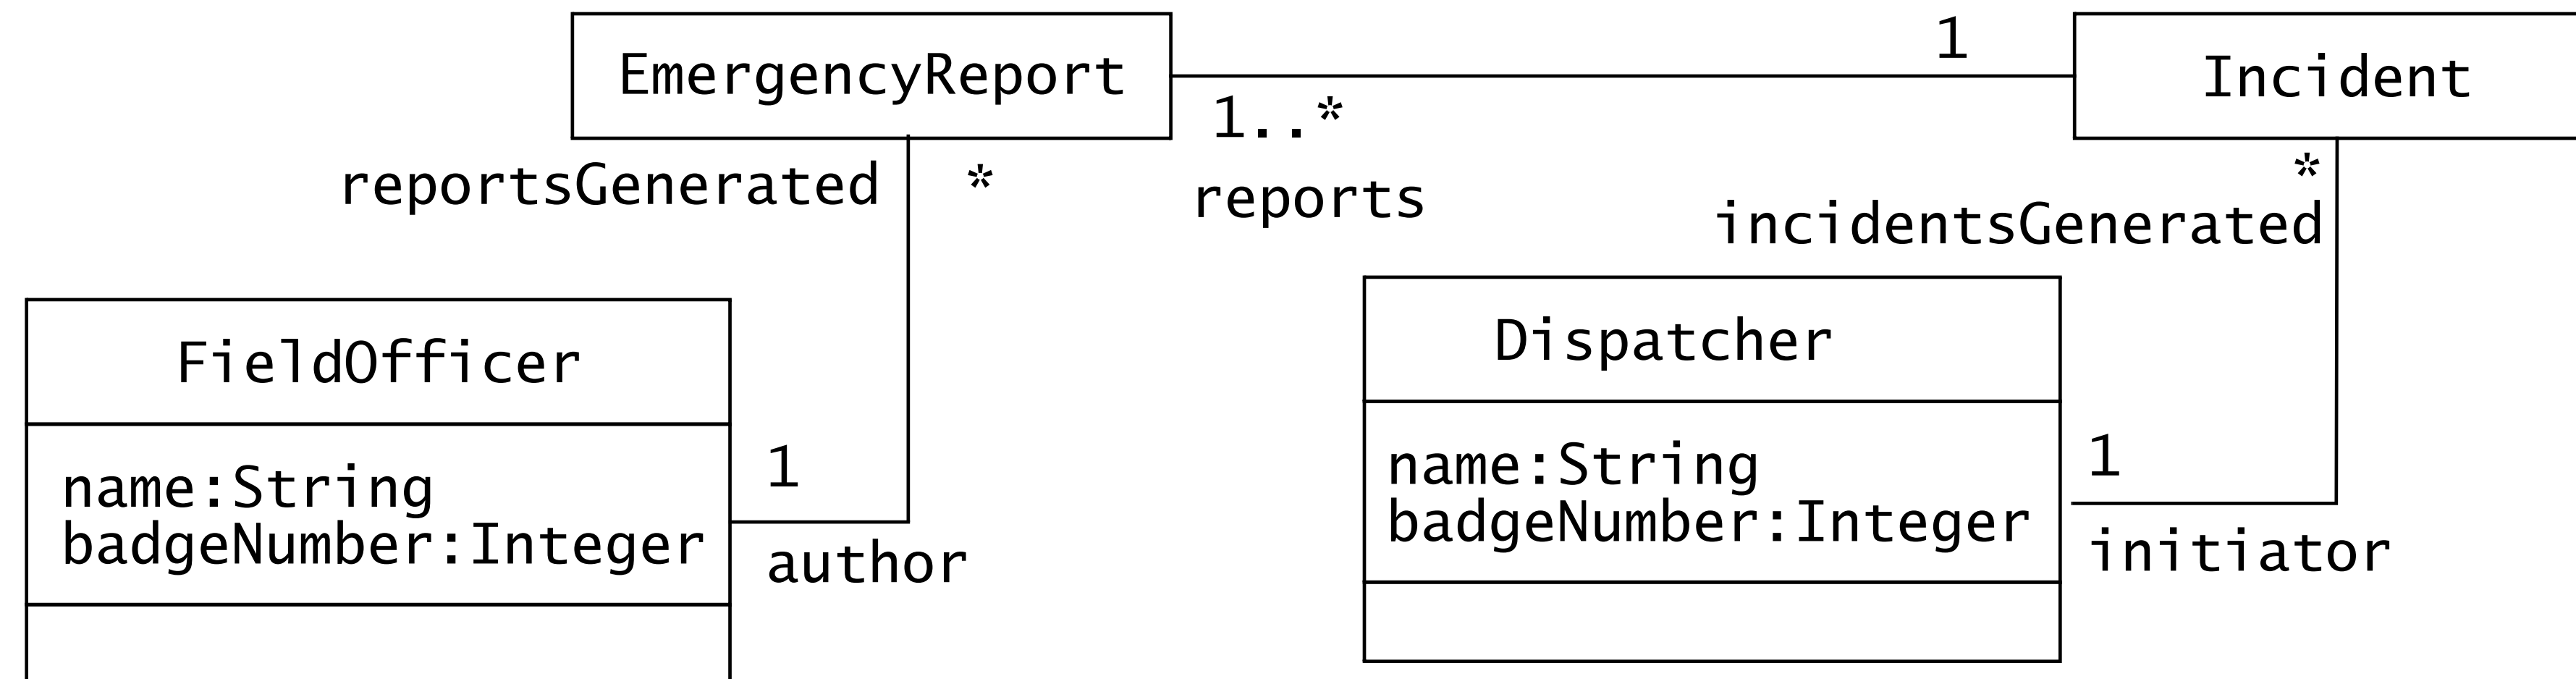 EmergencyReport
1
Incident
1..*
reportsGenerated
*
reports
*
incidentsGenerated
FieldOfficer
name:String
badgeNumber:Integer
1
author
Dispatcher
name:String
badgeNumber:Integer
1
initiator